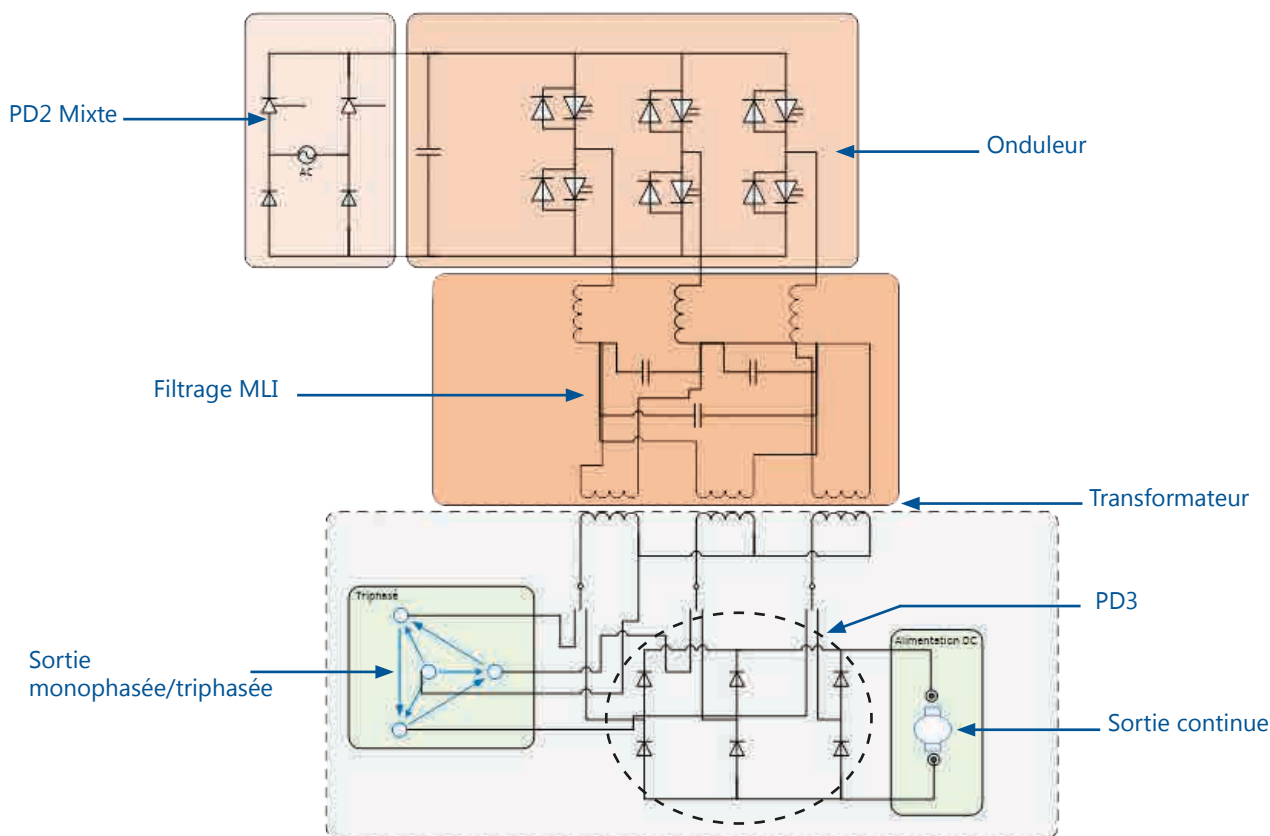 PD2 Mixte
AC
Onduleur
Filtrage MLI
Transformateur
Triphasé
PD3
Alimentation DC
Sortie
monophasée/triphasée
Sortie continue